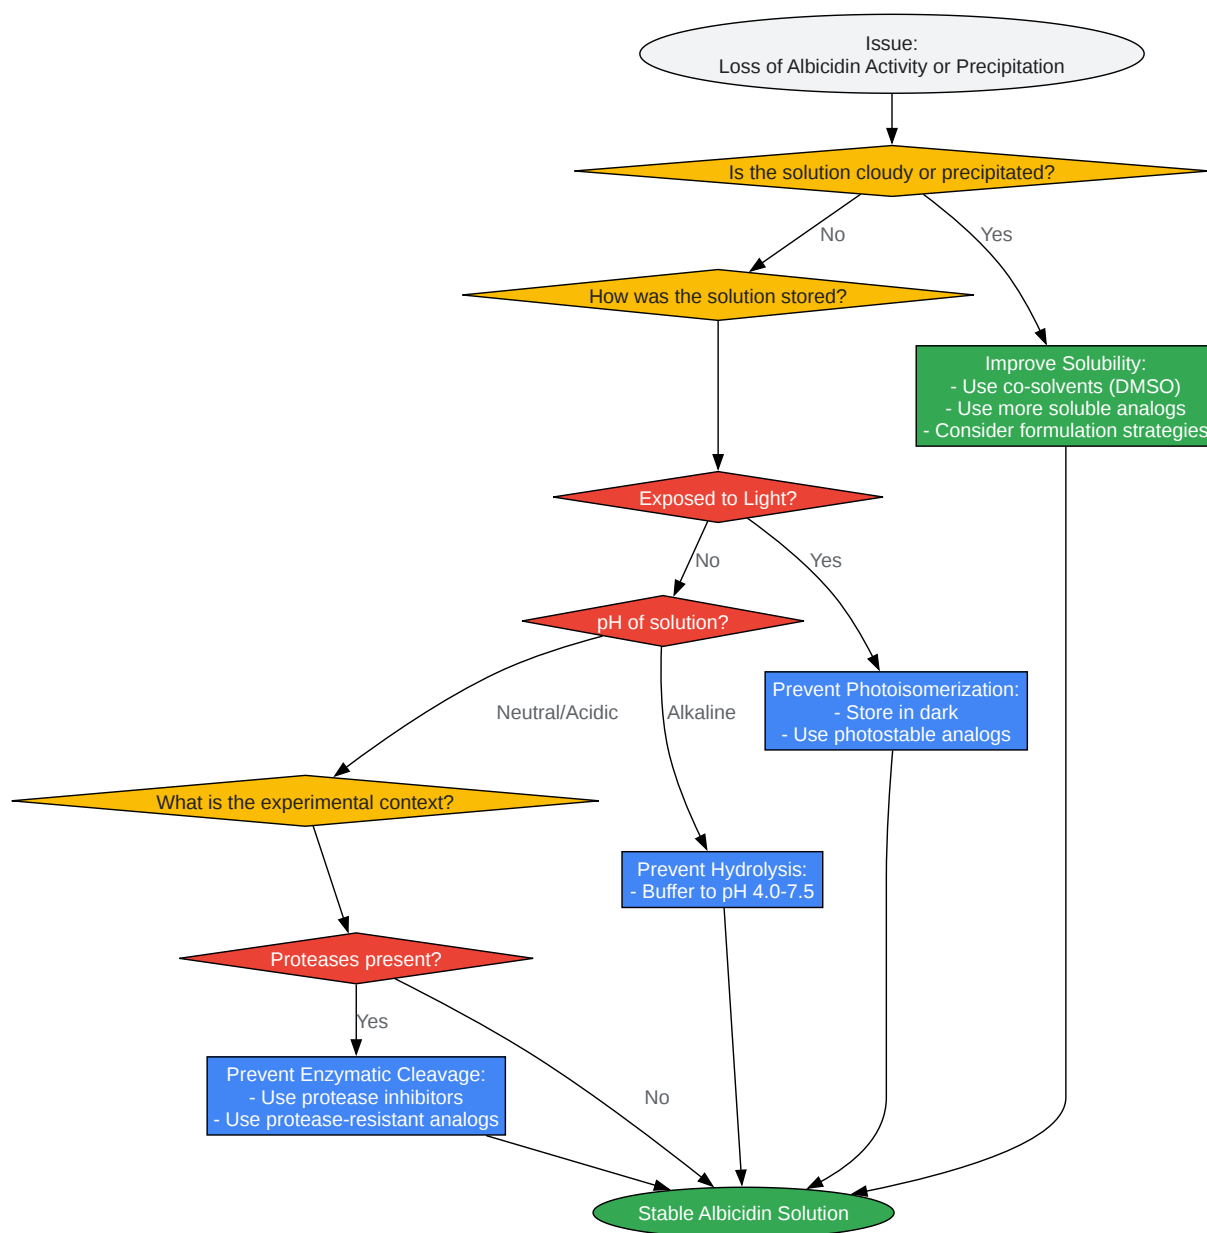 Issue:
Loss of Albicidin Activity or Precipitation
Is the solution cloudy or precipitated?
No
Yes
How was the solution stored?
Improve Solubility:
- Use co-solvents (DMSO)
- Use more soluble analogs
- Consider formulation strategies
Exposed to Light?
No
Yes
pH of solution?
Neutral/Acidic
Alkaline
Prevent Photoisomerization:
- Store in dark
- Use photostable analogs
What is the experimental context?
Prevent Hydrolysis:
- Buffer to pH 4.0-7.5
Proteases present?
Yes
No
Prevent Enzymatic Cleavage:
- Use protease inhibitors
- Use protease-resistant analogs
Stable Albicidin Solution